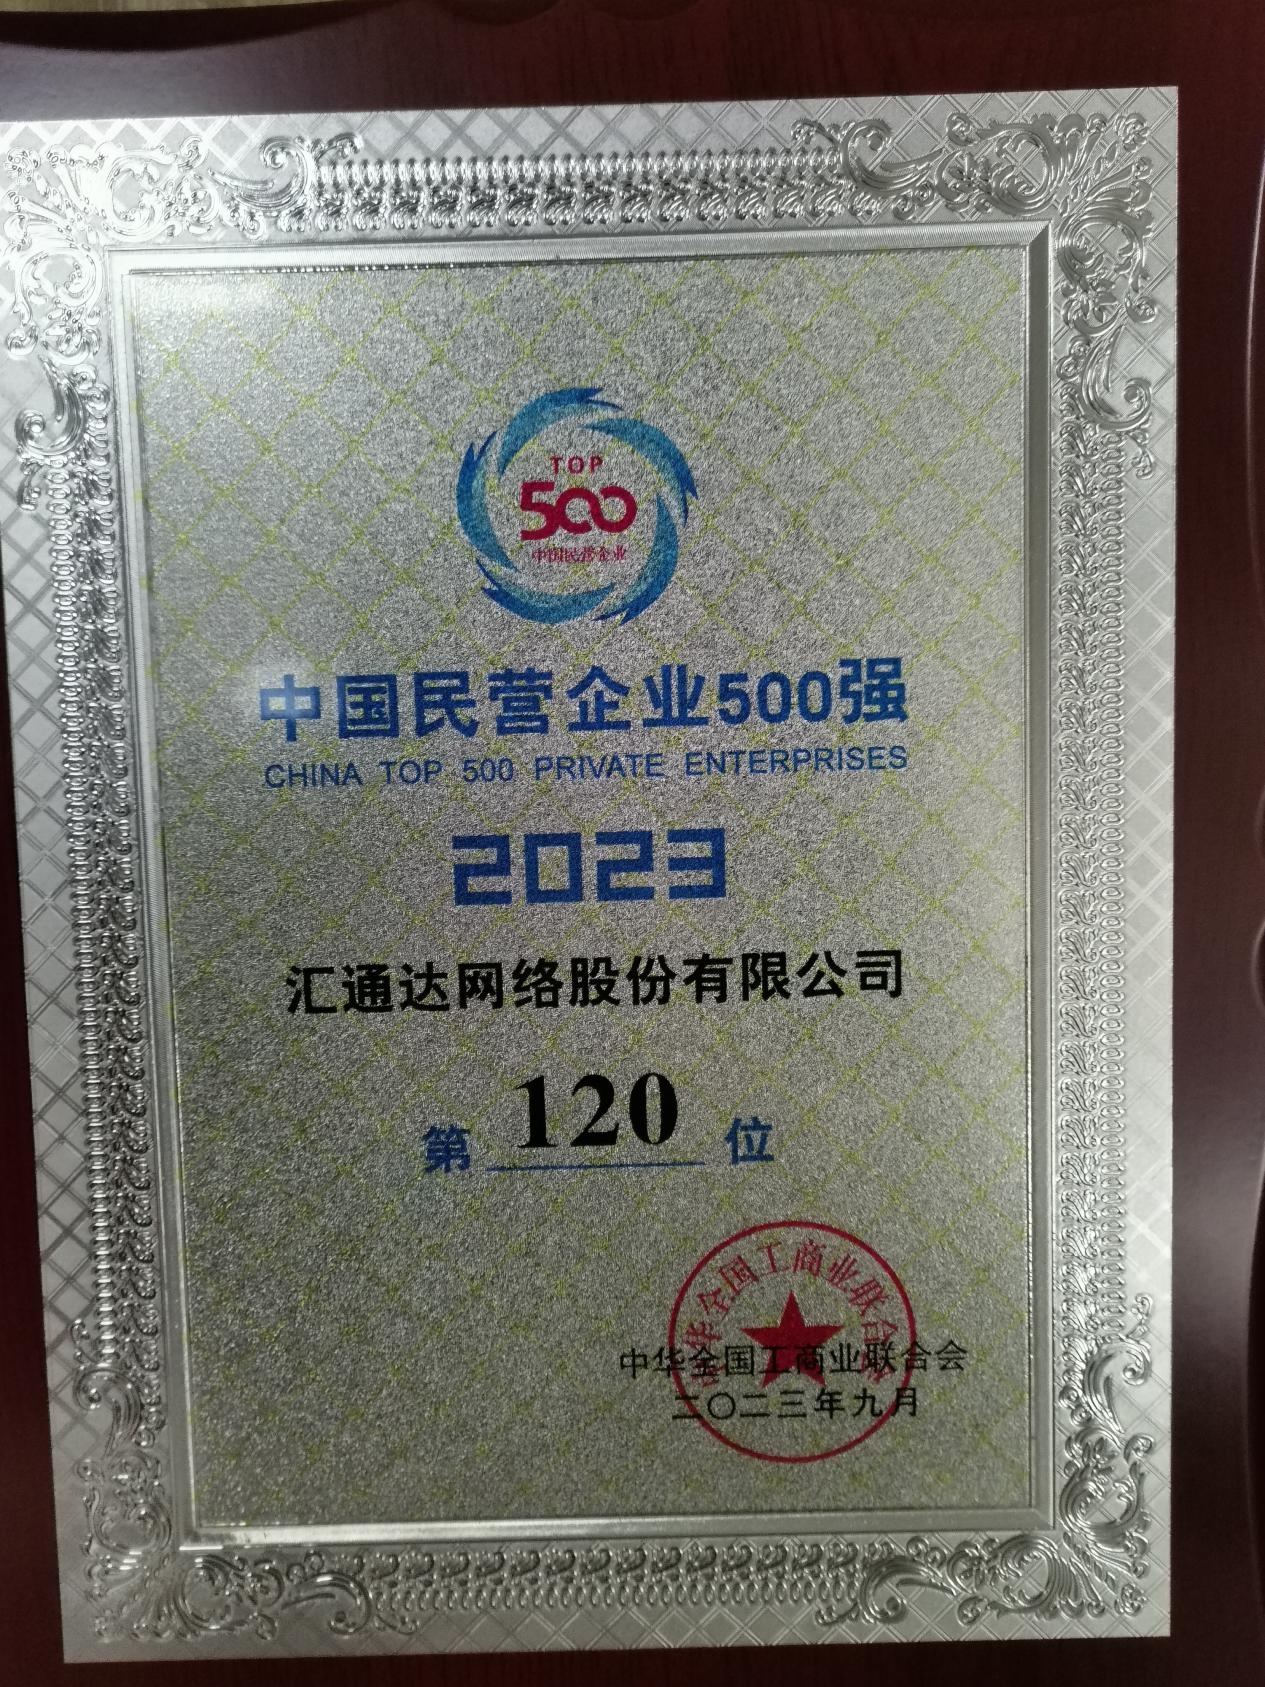 TOP
500
中国民营企业
中国民营企业500强
CHINA TOP 500 PRIVATE ENTERPRISES
2023
汇通达网络股份有限公司
第 120 位
中华全国工商业联合会
中华全国工商业联合会
二〇二三年九月